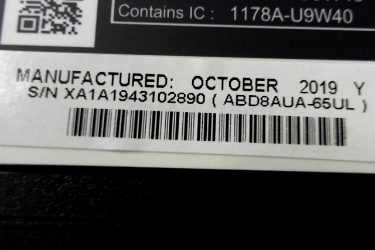 Contains IC : 1178A-U9W40
MANUFACTURED: OCTOBER 2019 Y
S/N XA1A1943102890 ( ABD8AUA-65UL )